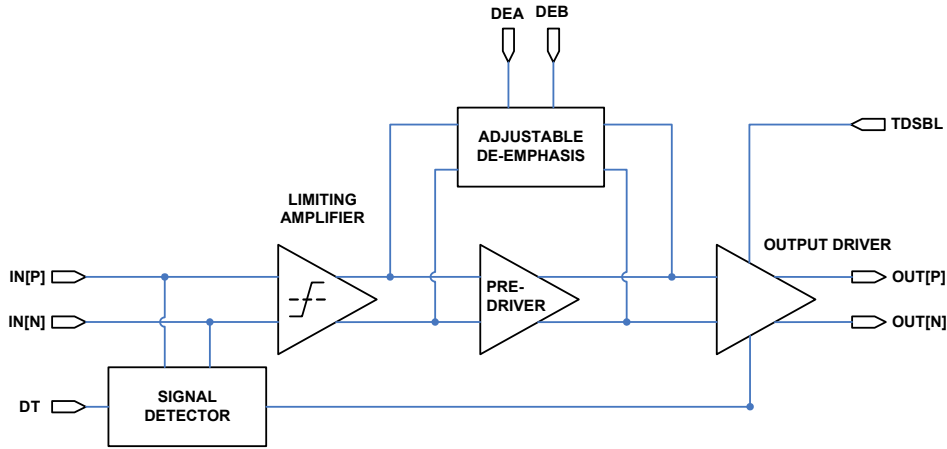 DEA
DEB
ADJUSTABLE
DE-EMPHASIS
TDSBL
LIMITING
AMPLIFIER
OUTPUT DRIVER
IN[P]
PRE-
DRIVER
OUT[P]
IN[N]
OUT[N]
DT
SIGNAL
DETECTOR